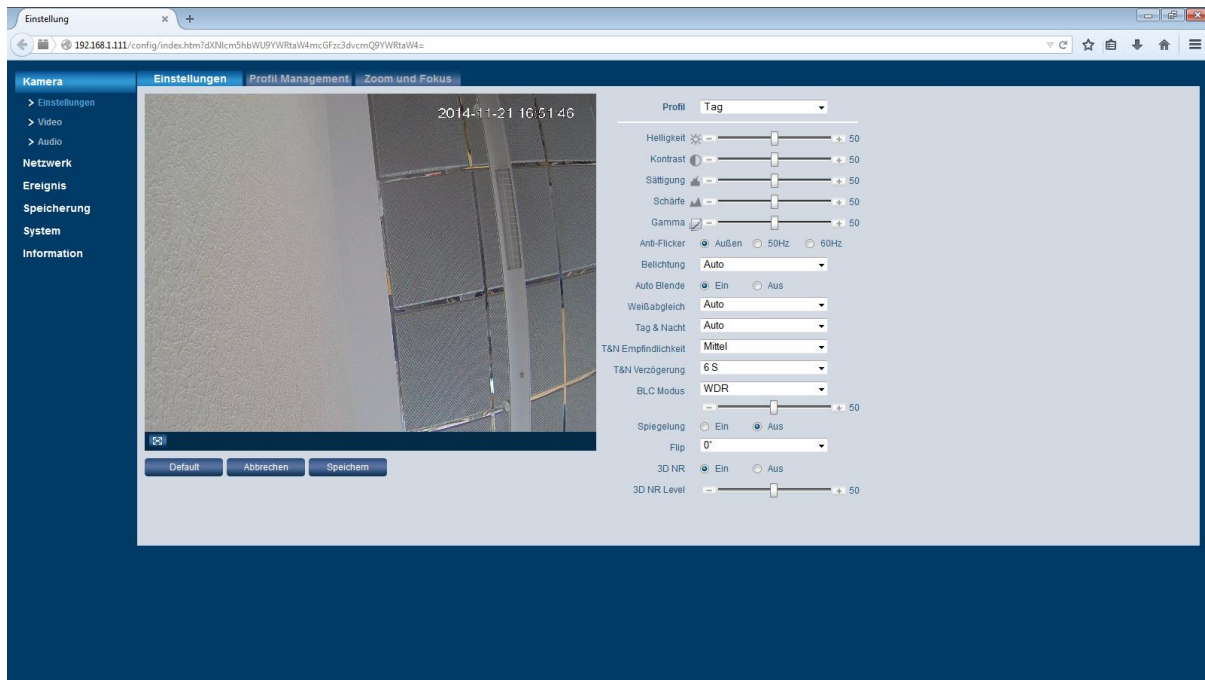 Einstellung
192.168.1.111/config/index.htm?dXNlcm5hbWU9YWRtaW4mcGFzc3dvcmQ9YWRtaW4=
Kamera
> Einstellungen
> Video
> Audio
Netzwerk
Ereignis
Speicherung
System
Information
Einstellungen Profil Management Zoom und Fokus
2014-11-21 16:51:46
Default Abbrechen Speichern
Profil Tag
Helligkeit 50
Kontrast 50
Sättigung 50
Schärfe 50
Gamma 50
Anti-Flicker Außen 50Hz 60Hz
Belichtung Auto
Auto Blende Ein Aus
Weißabgleich Auto
Tag & Nacht Auto
T&N Empfindlichkeit Mittel
T&N Verzögerung 6 S
BLC Modus WDR
50
Spiegelung Ein Aus
Flip 0°
3D NR Ein Aus
3D NR Level 50